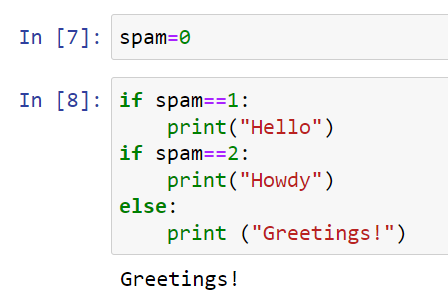 In [7]: spam=0
In [8]: if spam==1:
    print("Hello")
if spam==2:
    print("Howdy")
else:
    print ("Greetings!")
Greetings!